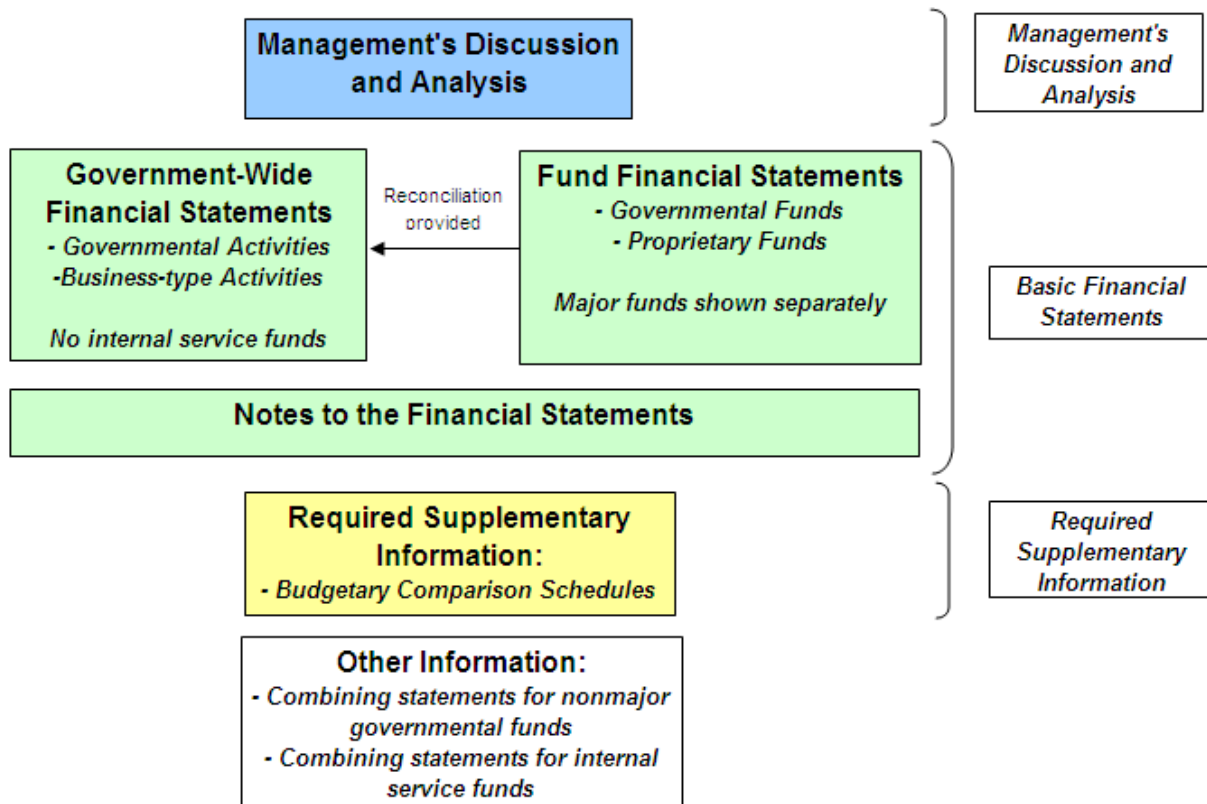 Management's Discussion
and Analysis
Management's
Discussion and
Analysis
Government-Wide
Financial Statements
- Governmental Activities
-Business-type Activities
No internal service funds
Reconciliation
provided
Fund Financial Statements
- Governmental Funds
- Proprietary Funds
Major funds shown separately
Basic Financial
Statements
Notes to the Financial Statements
Required Supplementary
Information:
- Budgetary Comparison Schedules
Required
Supplementary
Information
Other Information:
- Combining statements for nonmajor
governmental funds
- Combining statements for internal
service funds